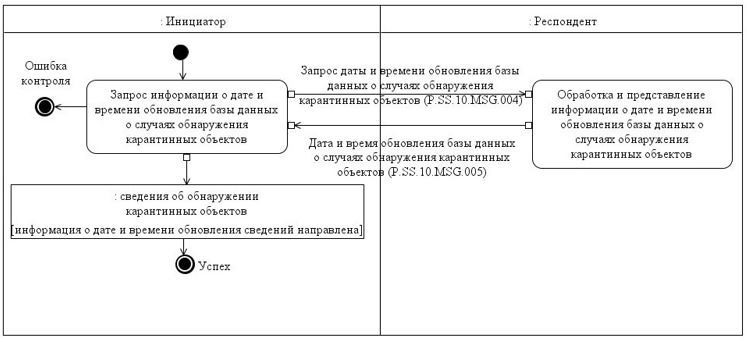 : Инициатор
: Респондент
Ошибка
контроля
Запрос информации о дате и
времени обновления базы данных
о случаях обнаружения
карантинных объектов
Запрос даты и времени обновления базы
данных о случаях обнаружения
карантинных объектов (P.SS.10.MSG.004)
Обработка и представление
информации о дате и времени
обновления базы данных о
случаях обнаружения
карантинных объектов
Дата и время обновления базы данных
о случаях обнаружения карантинных
объектов (P.SS.10.MSG.005)
: сведения об обнаружении
карантинных объектов
[информация о дате и времени обновления сведений направлена]
Успех